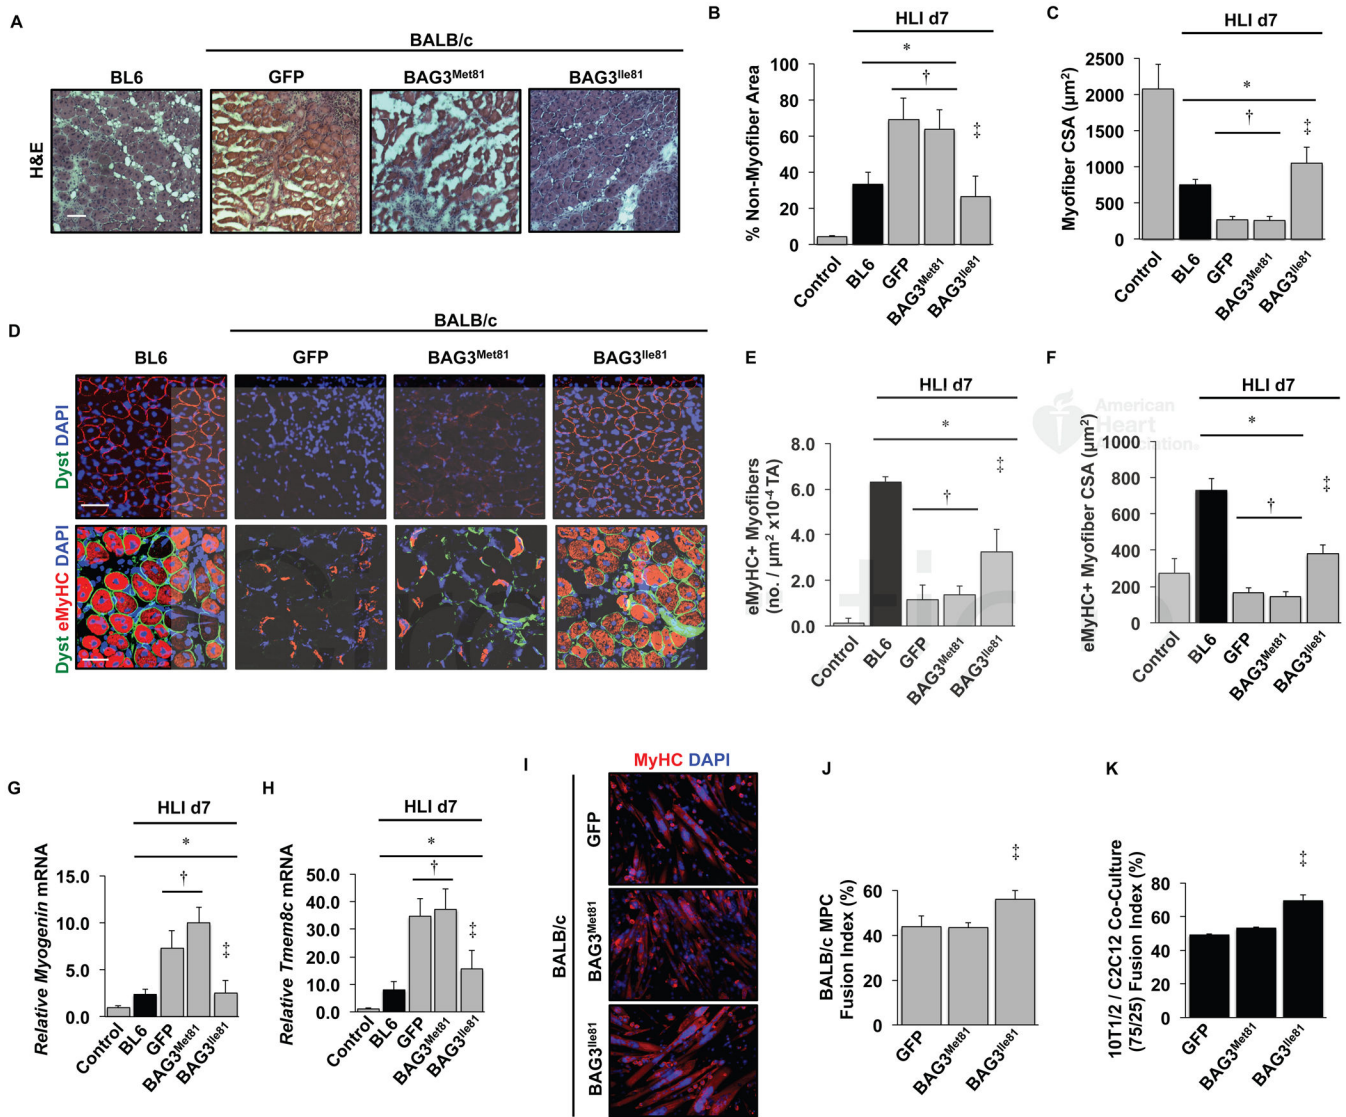 A
BALB/c
BL6
GFP
BAG3Met81
BAG3Ile81
H&E
B
HLI d7
*
†
‡
% Non-Myofiber Area
100
80
60
40
20
0
Control
BL6
GFP
BAG3Met81
BAG3Ile81
C
HLI d7
*
†
‡
Myofiber CSA (µm²)
2500
2000
1500
1000
500
0
Control
BL6
GFP
BAG3Met81
BAG3Ile81
D
BALB/c
BL6
GFP
BAG3Met81
BAG3Ile81
Dyst DAPI
Dyst eMyHC DAPI
E
HLI d7
*
†
‡
eMyHC+ Myofibers
(no. / µm² x10⁻⁴ TA)
8.0
6.0
4.0
2.0
0.0
Control
BL6
GFP
BAG3Met81
BAG3Ile81
American
Heart
Association®
F
HLI d7
*
†
‡
eMyHC+ Myofiber CSA (µm²)
1000
800
600
400
200
0
Control
BL6
GFP
BAG3Met81
BAG3Ile81
G
HLI d7
*
†
‡
Relative Myogenin mRNA
15.0
10.0
5.0
0.0
Control
BL6
GFP
BAG3Met81
BAG3Ile81
H
HLI d7
*
†
‡
Relative Tmem8c mRNA
50.0
40.0
30.0
20.0
10.0
0.0
Control
BL6
GFP
BAG3Met81
BAG3Ile81
I
MyHC DAPI
BALB/c
GFP
BAG3Met81
BAG3Ile81
J
‡
BALB/c MPC
Fusion Index (%)
60
40
20
0
GFP
BAG3Met81
BAG3Ile81
K
‡
10T1/2 / C2C12 Co-Culture
(75/25) Fusion Index (%)
80
60
40
20
0
GFP
BAG3Met81
BAG3Ile81